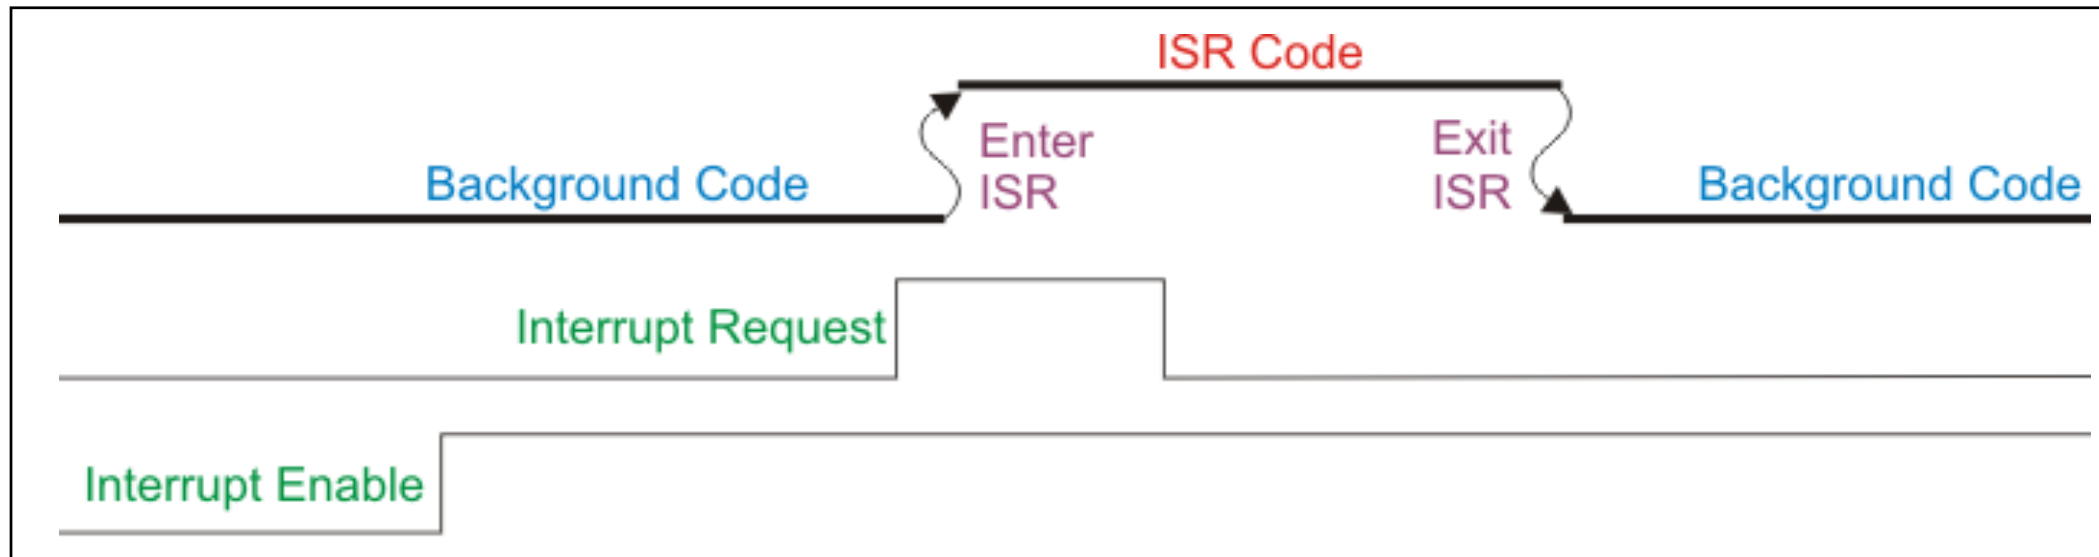 ISR Code
Enter
ISR
Exit
ISR
Background Code
Background Code
Interrupt Request
Interrupt Enable